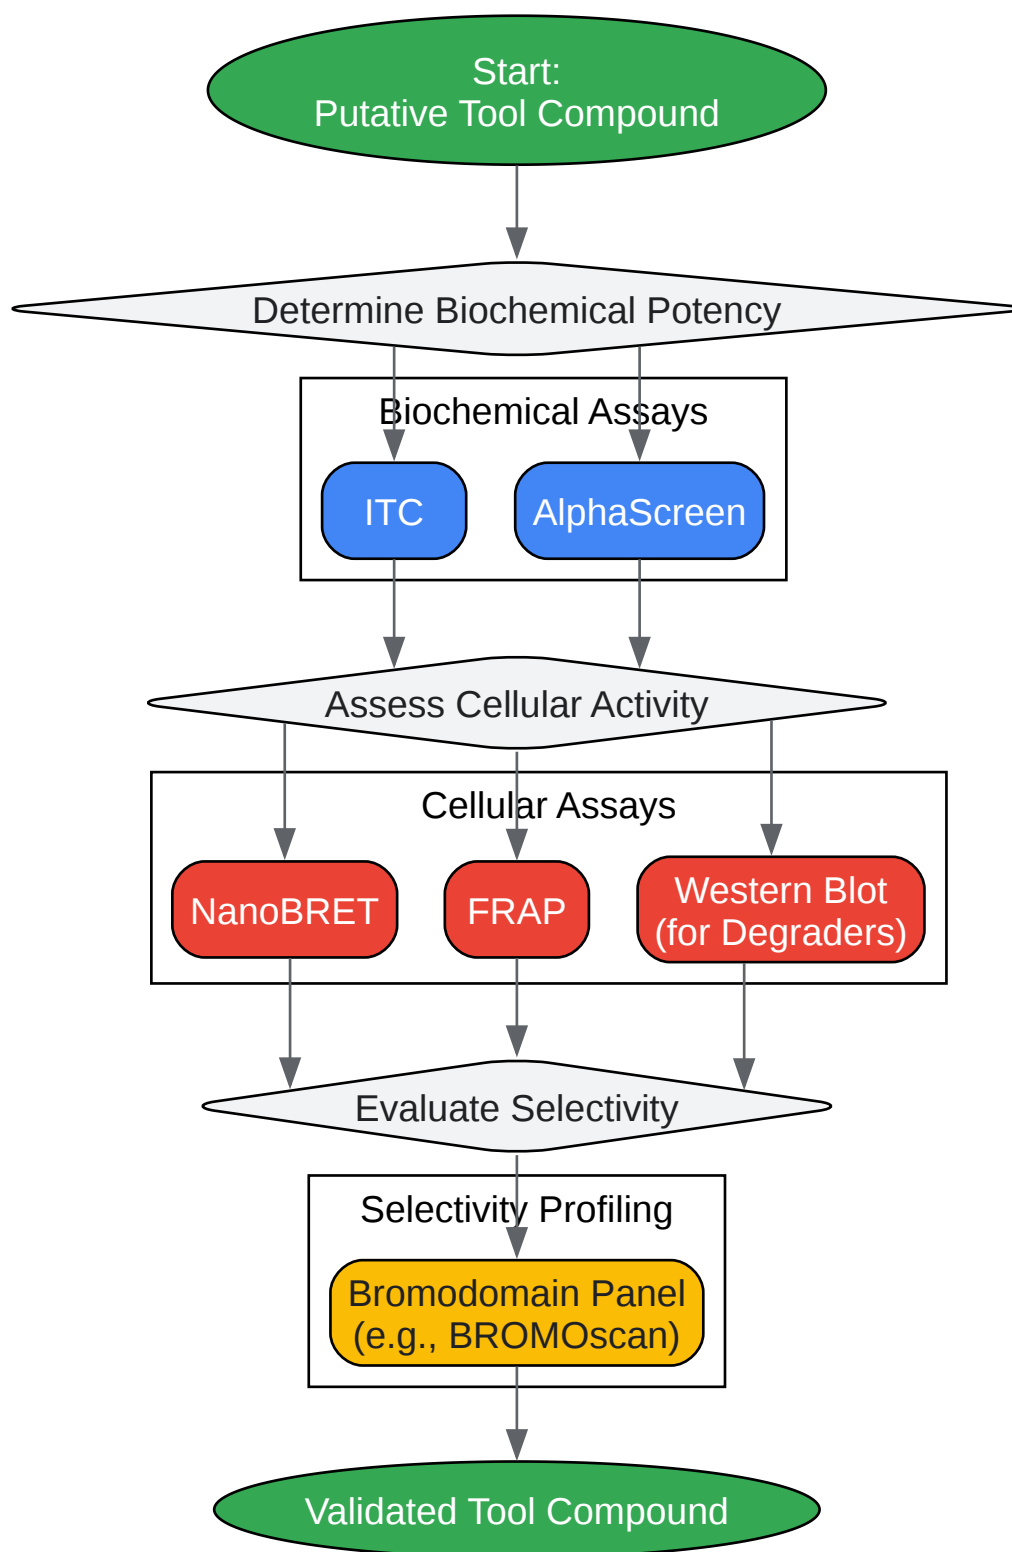 Start:
Putative Tool Compound
Determine Biochemical Potency
Biochemical Assays
ITC
AlphaScreen
Assess Cellular Activity
Cellular Assays
NanoBRET
FRAP
Western Blot
(for Degraders)
Evaluate Selectivity
Selectivity Profiling
Bromodomain Panel
(e.g., BROMOscan)
Validated Tool Compound